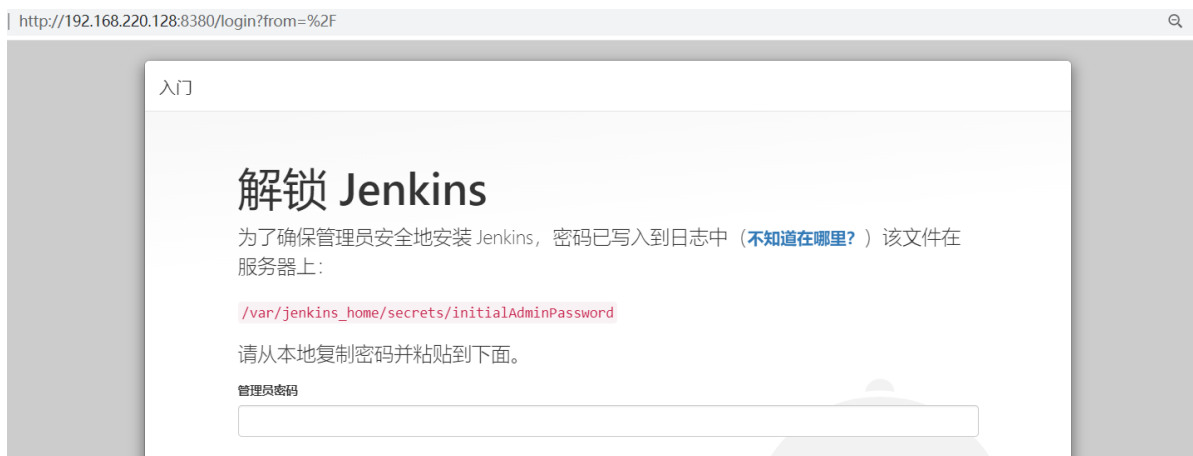 http://192.168.220.128:8380/login?from=%2F
入门
解锁 Jenkins
为了确保管理员安全地安装 Jenkins，密码已写入到日志中（不知道在哪里？）该文件在
服务器上：
/var/jenkins_home/secrets/initialAdminPassword
请从本地复制密码并粘贴到下面。
管理员密码